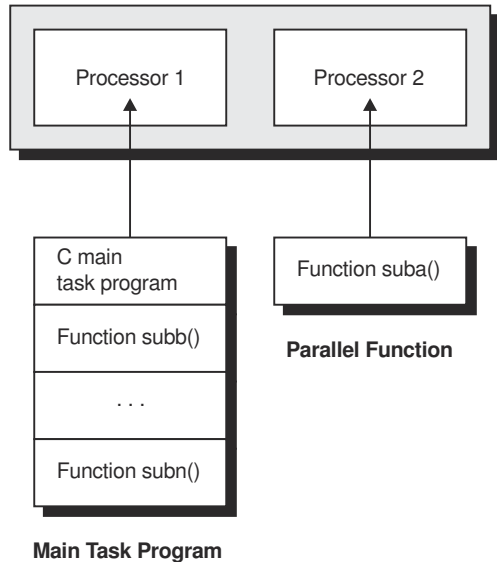 Processor 1
Processor 2
C main
task program
Function subb()
. . .
Function subn()
Main Task Program
Function suba()
Parallel Function